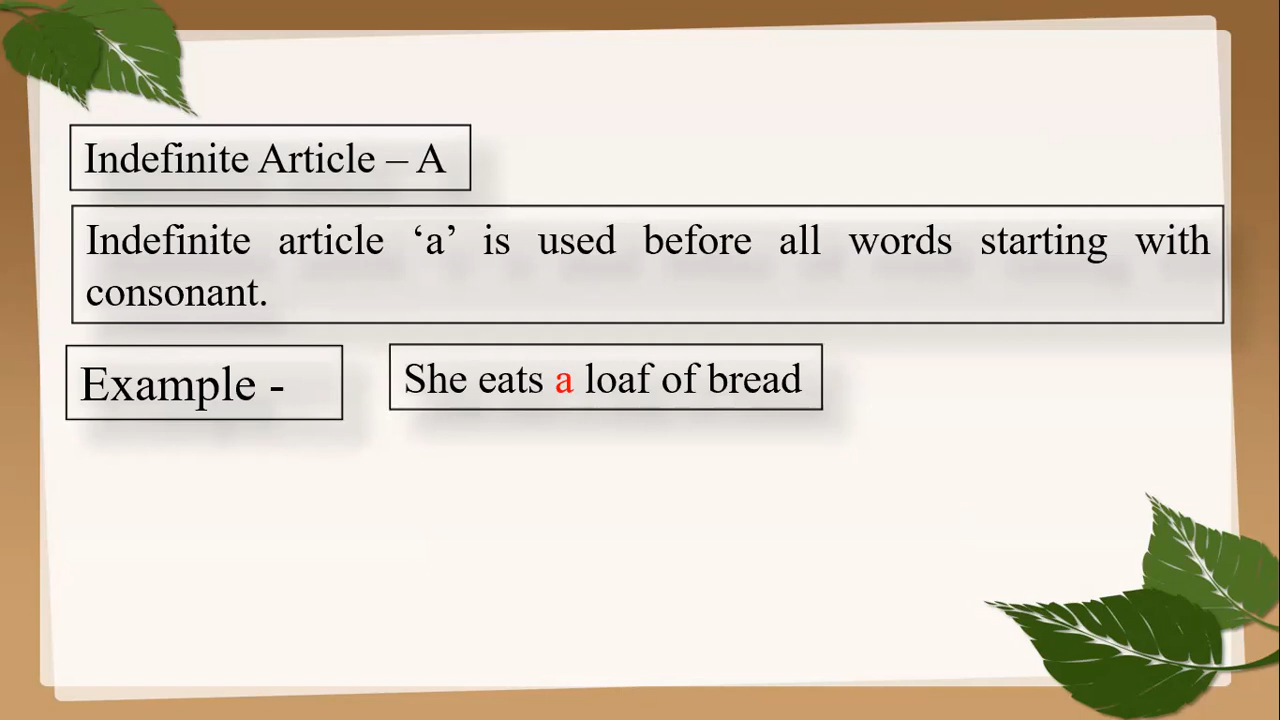 Indefinite Article – A
Indefinite article ‘a’ is used before all words starting with
consonant.
Example -
She eats a loaf of bread